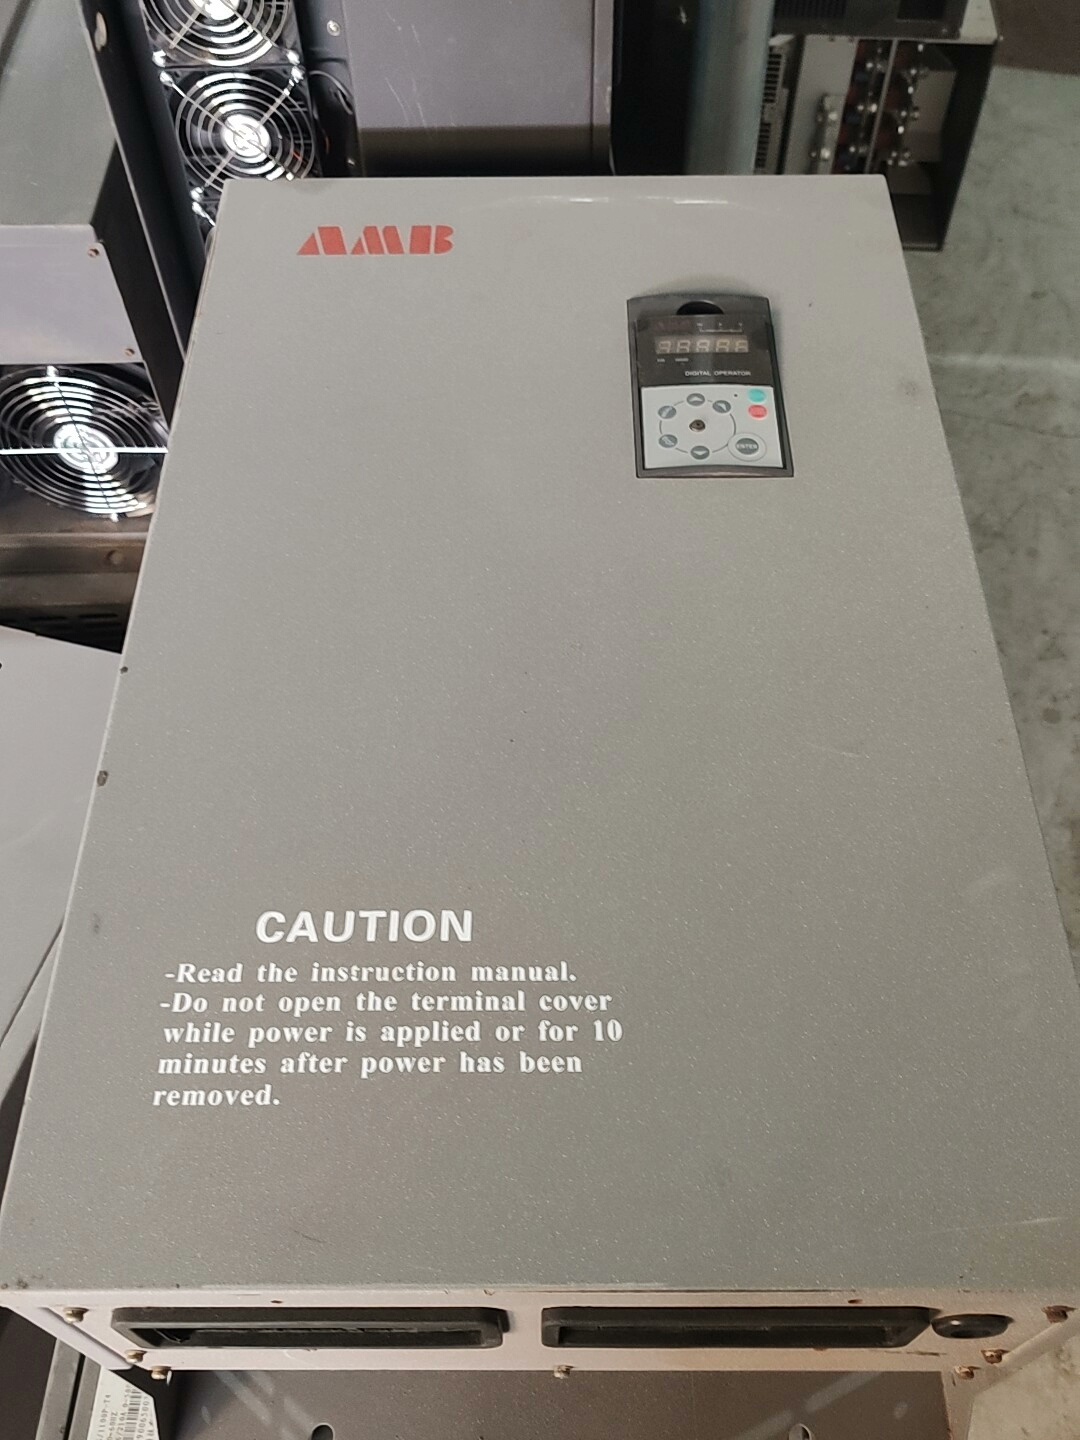 AMB
DIGITAL OPERATOR
ENTER
CAUTION
-Read the instruction manual.
-Do not open the terminal cover
while power is applied or for 10
minutes after power has been
removed.